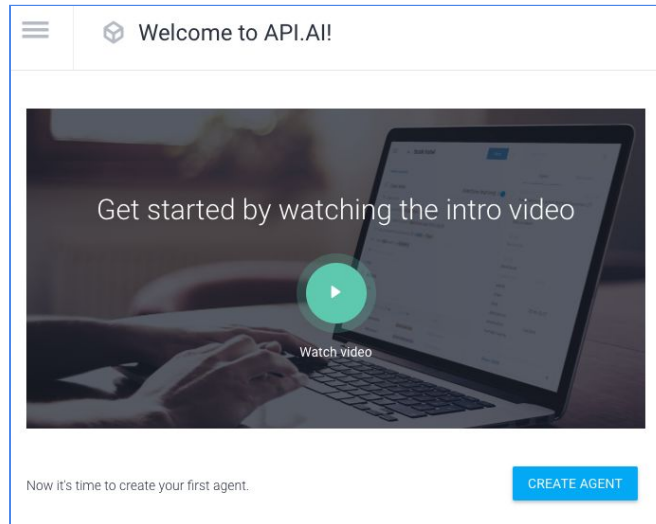 Welcome to API.AI!
Get started by watching the intro video
Watch video
Now it's time to create your first agent.
CREATE AGENT